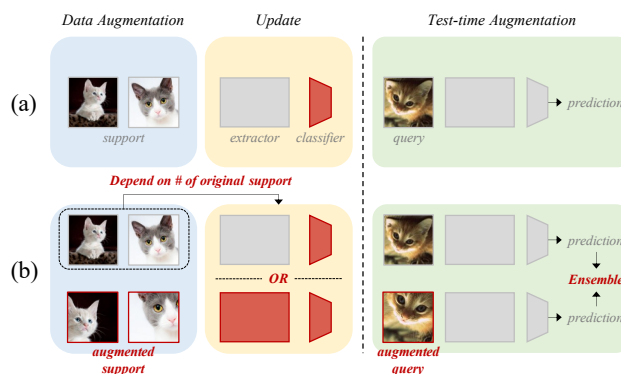 Data Augmentation
Update
Test-time Augmentation
(a)
support
extractor
classifier
query
prediction
Depend on # of original support
(b)
OR
prediction
Ensemble
prediction
augmented
support
augmented
query